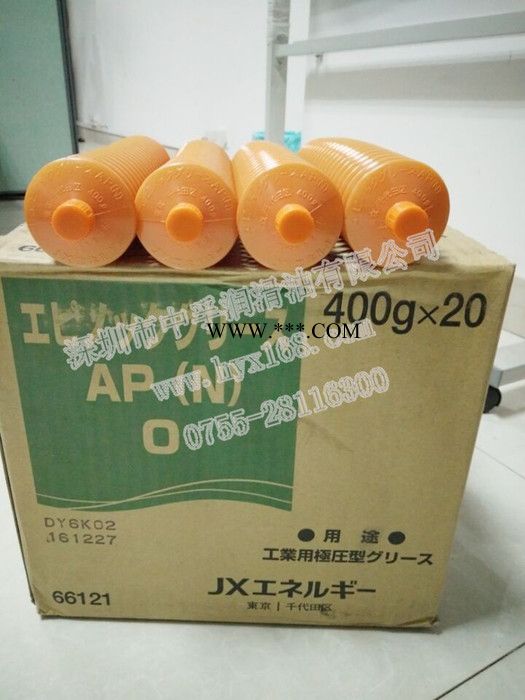 400g×20
エピノックグリース
AP (N)
0
DY6K02
161227
●用途●
工業用極圧型グリース
JXエネルギー
東京 | 千代田区
66121
深圳市中孚润滑油有限公司
www.***.COM
www.hyx168.com
0755-28116300